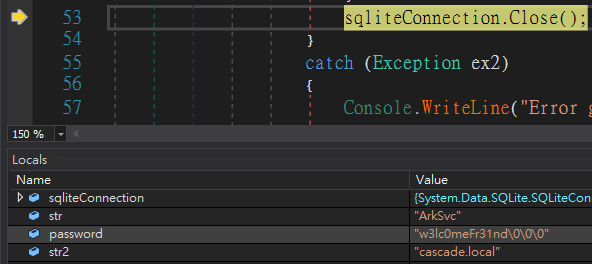 53 sqliteConnection.Close();
54 }
55 catch (Exception ex2)
56 {
57 Console.WriteLine("Error g
150 %
Locals
Name Value
sqliteConnection {System.Data.SQLite.SQLiteCon
str "ArkSvc"
password "w3lc0meFr31nd\0\0\0"
str2 "cascade.local"